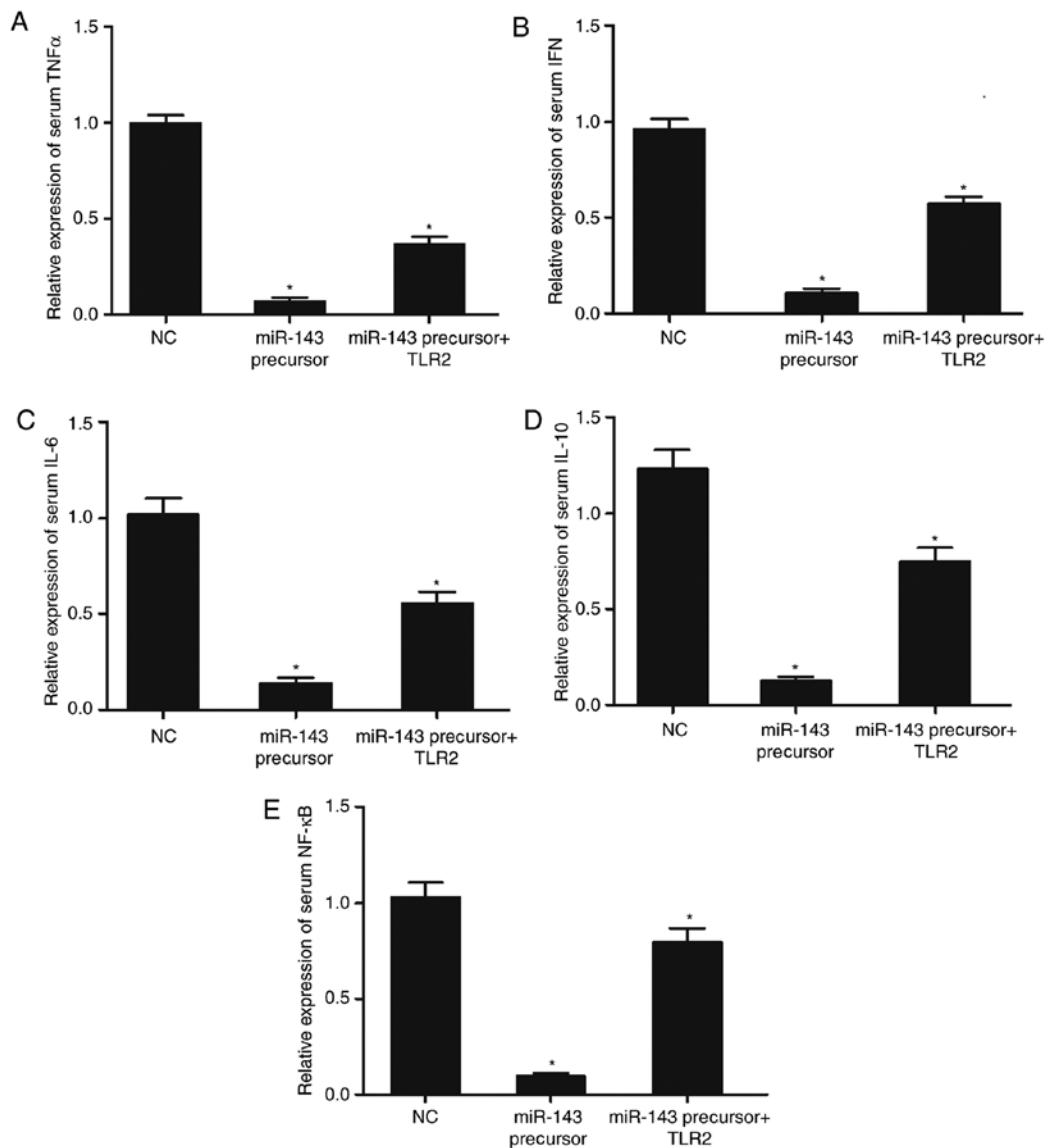 A
Relative expression of serum TNFα
1.5
1.0
0.5
0.0
*
*
NC
miR-143
precursor
miR-143 precursor+
TLR2
B
Relative expression of serum IFN
1.5
1.0
0.5
0.0
*
*
NC
miR-143
precursor
miR-143 precursor+
TLR2
C
Relative expression of serum IL-6
1.5
1.0
0.5
0.0
*
*
NC
miR-143
precursor
miR-143 precursor+
TLR2
D
Relative expression of serum IL-10
1.5
1.0
0.5
0.0
*
*
NC
miR-143
precursor
miR-143 precursor+
TLR2
E
Relative expression of serum NF-κB
1.5
1.0
0.5
0.0
*
*
NC
miR-143
precursor
miR-143 precursor+
TLR2